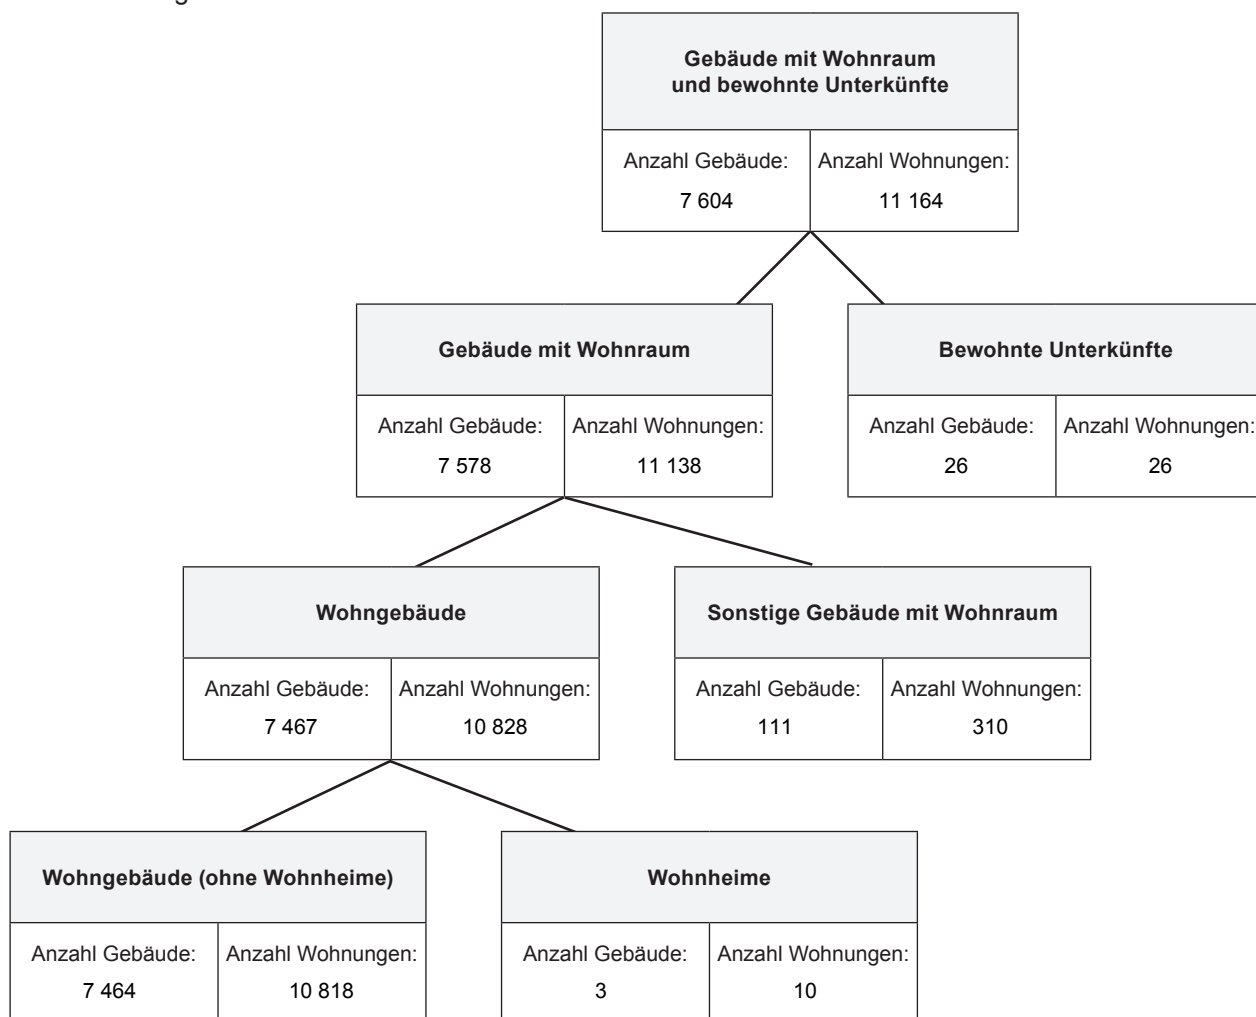 Gebäude mit Wohnraum
und bewohnte Unterkünfte
Anzahl Gebäude:
7 604
Anzahl Wohnungen:
11 164
Gebäude mit Wohnraum
Anzahl Gebäude:
7 578
Anzahl Wohnungen:
11 138
Bewohnte Unterkünfte
Anzahl Gebäude:
26
Anzahl Wohnungen:
26
Wohngebäude
Anzahl Gebäude:
7 467
Anzahl Wohnungen:
10 828
Sonstige Gebäude mit Wohnraum
Anzahl Gebäude:
111
Anzahl Wohnungen:
310
Wohngebäude (ohne Wohnheime)
Anzahl Gebäude:
7 464
Anzahl Wohnungen:
10 818
Wohnheime
Anzahl Gebäude:
3
Anzahl Wohnungen:
10